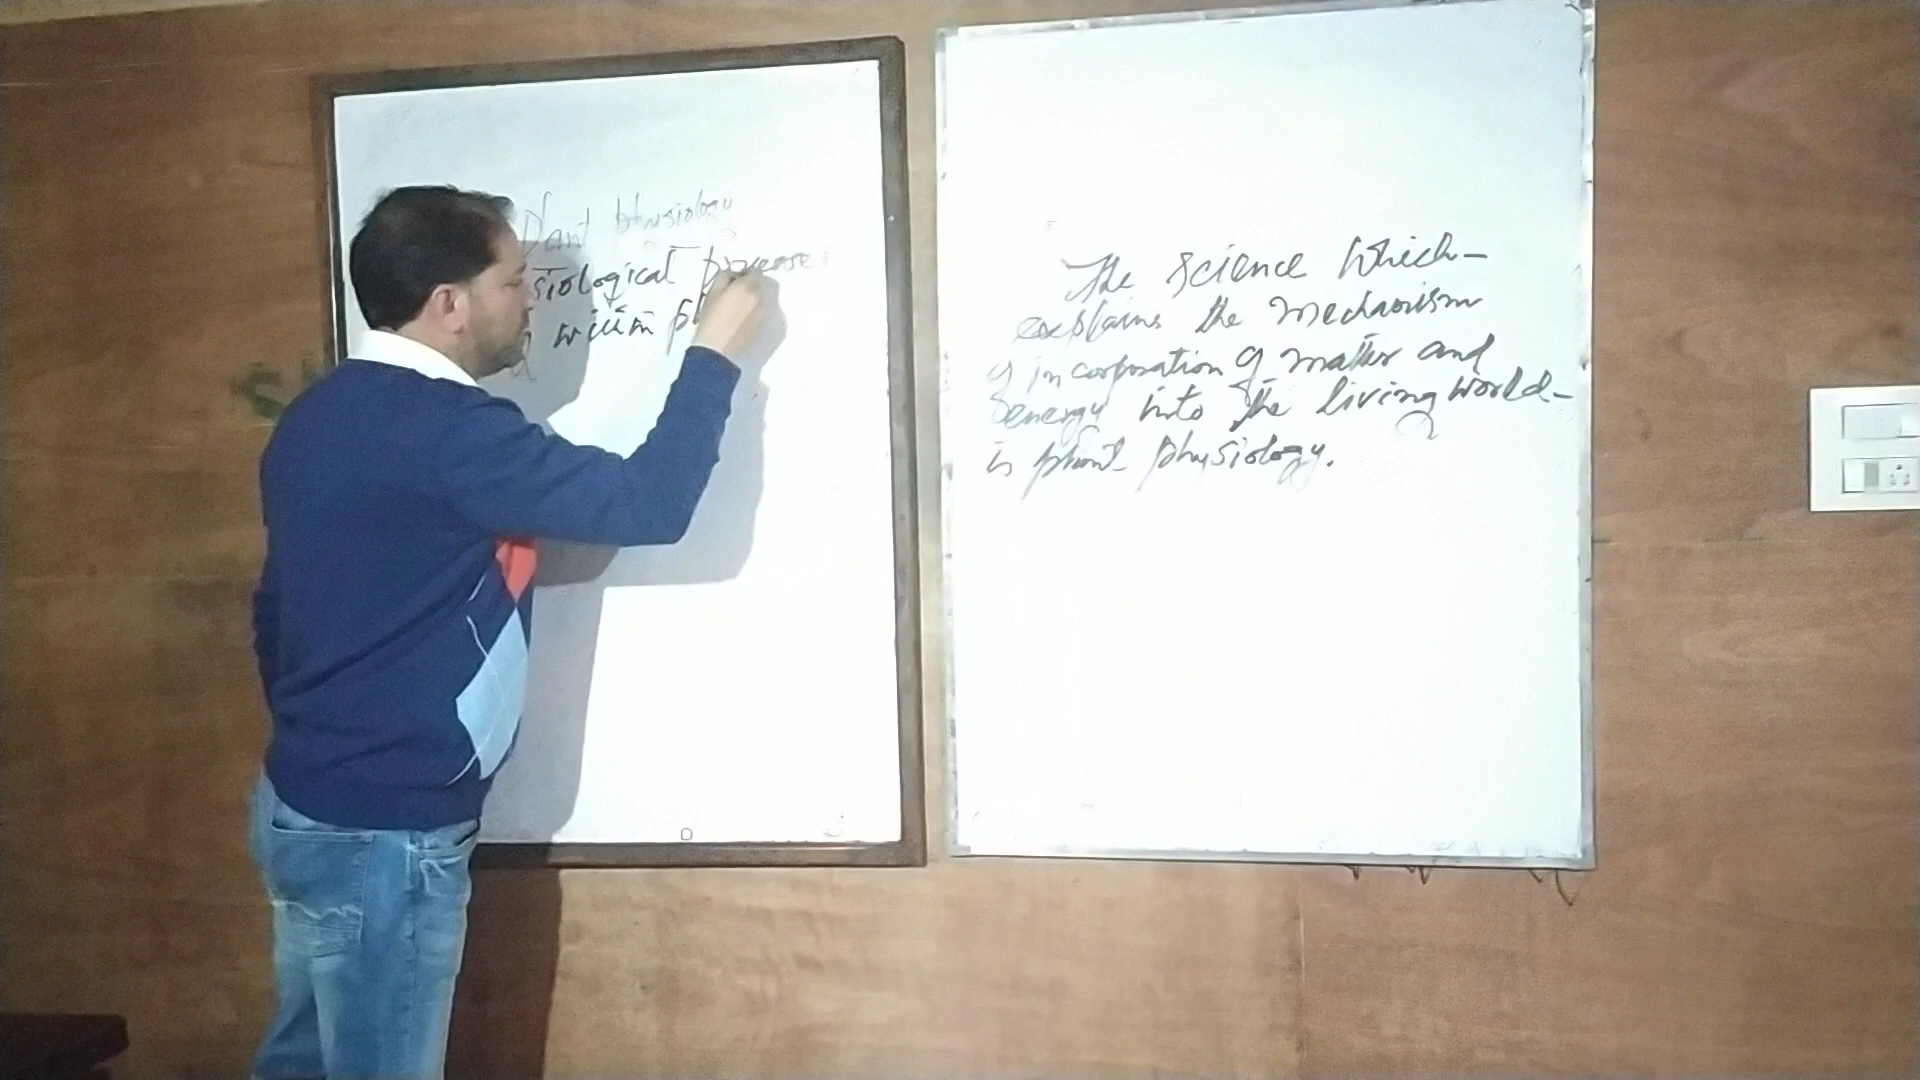 Plant physiology
siological processes
within pl
The science which
explains the mechanism
of incorporation of matter and
energy into the living world
is plant physiology.